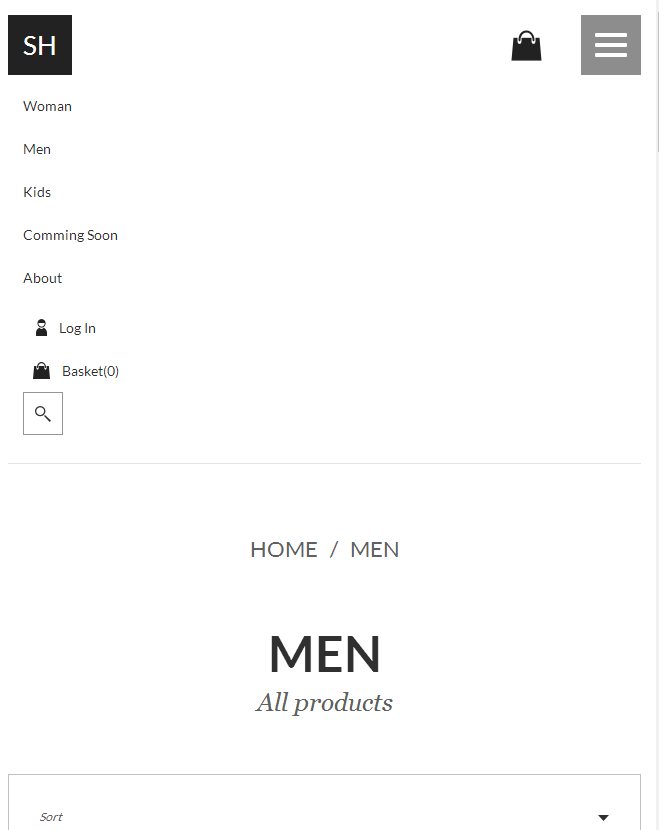 SH
Woman
Men
Kids
Comming Soon
About
Log In
Basket(0)
HOME / MEN
MEN
All products
Sort